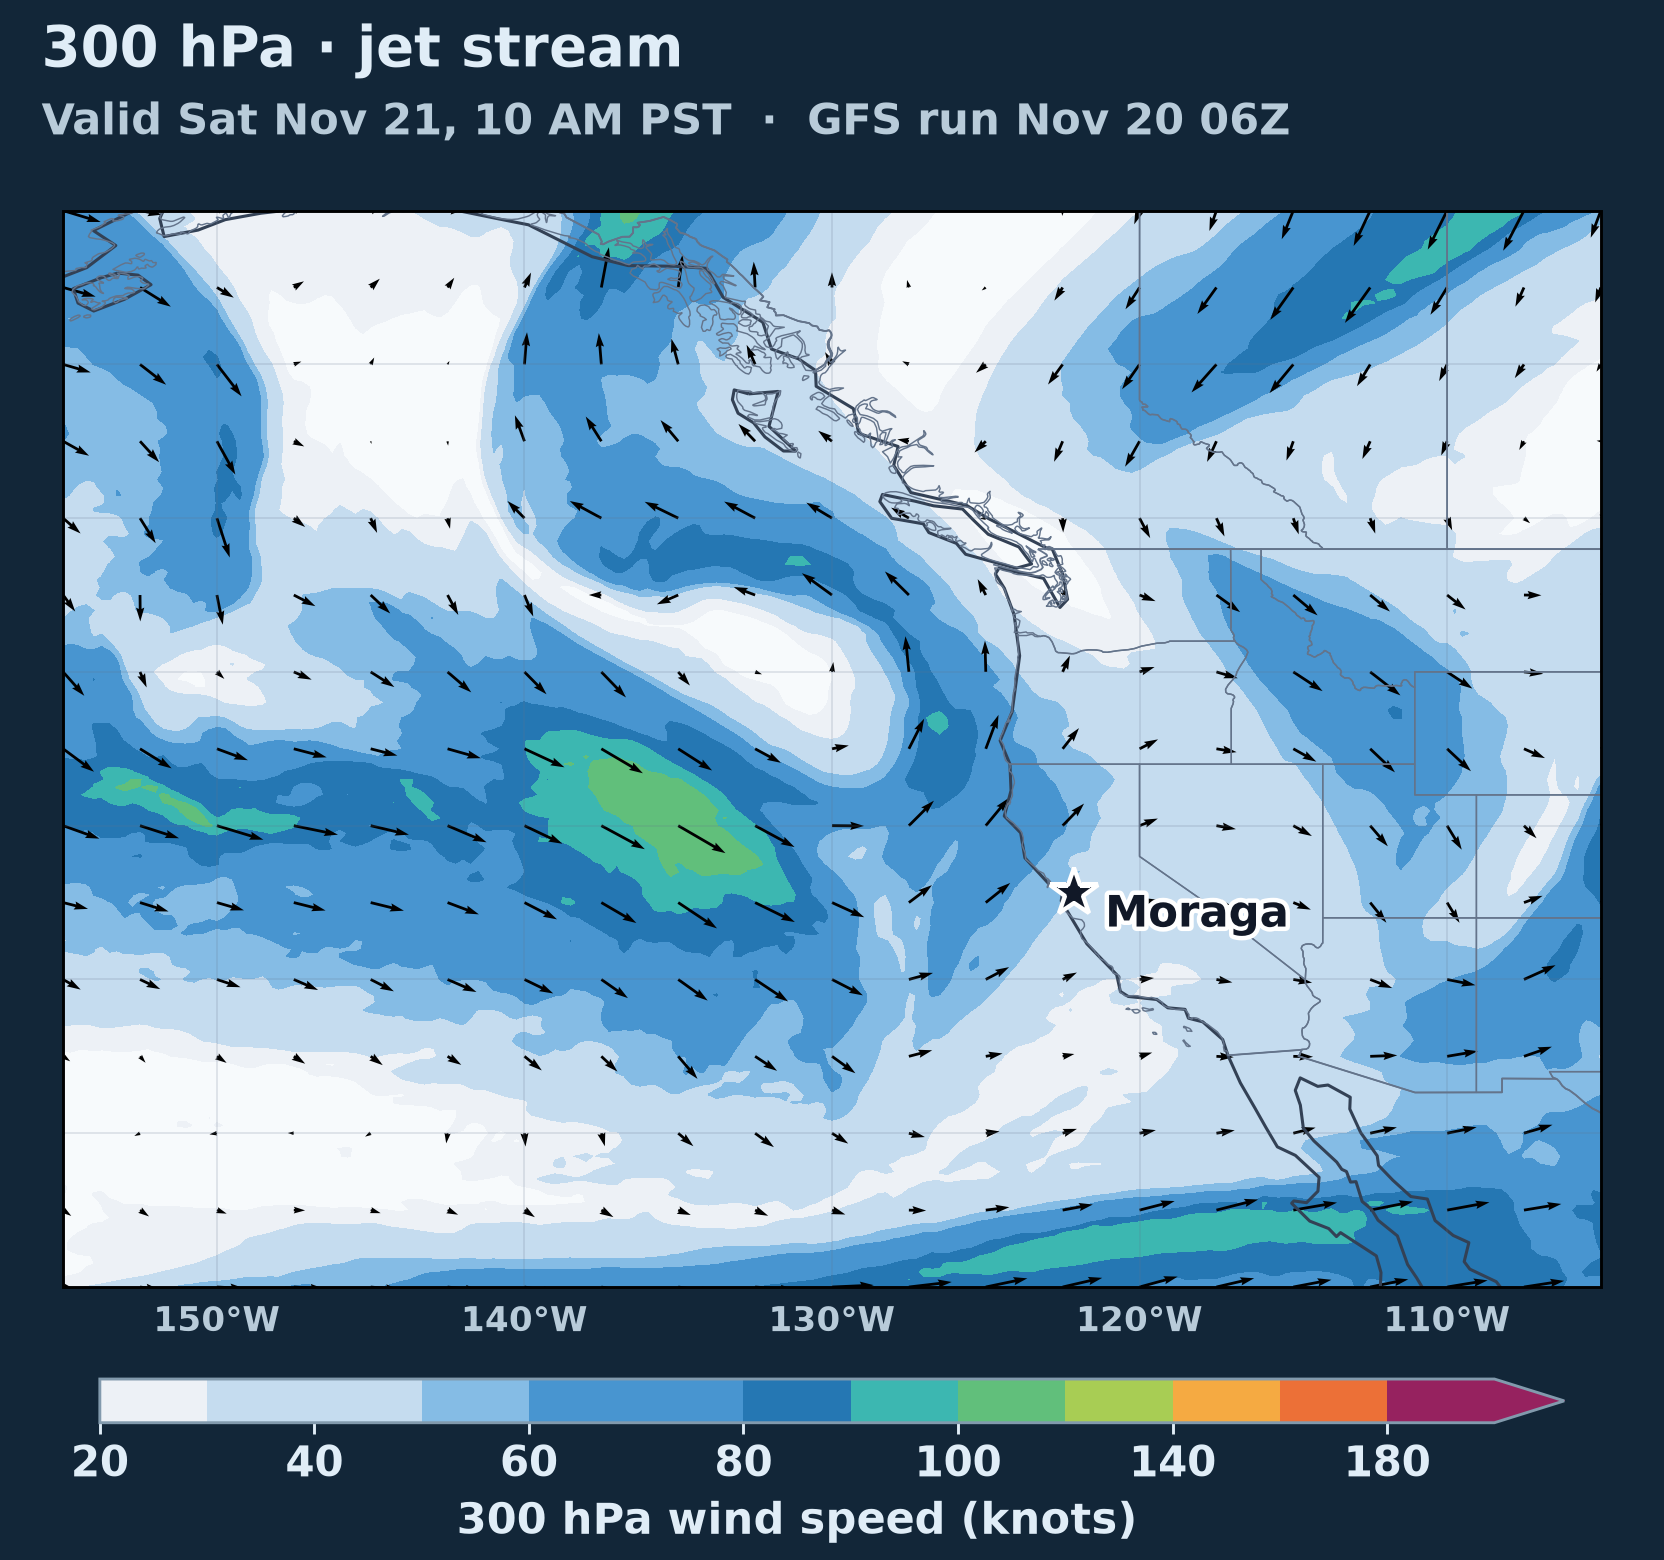 300 hPa · jet stream
Valid Sat Nov 21, 10 AM PST · GFS run Nov 20 06Z
Moraga
150°W 140°W 130°W 120°W 110°W
20 40 60 80 100 140 180
300 hPa wind speed (knots)